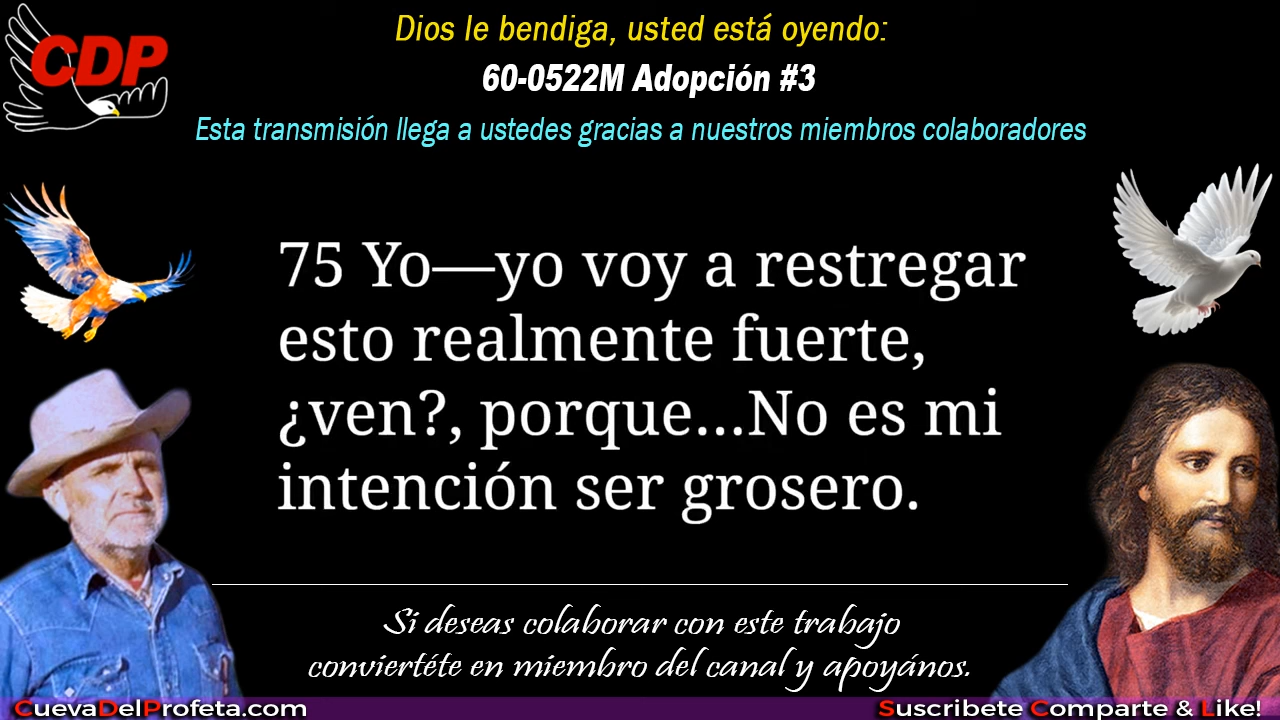 CDP
Dios le bendiga, usted está oyendo:
60-0522M Adopción #3
Esta transmisión llega a ustedes gracias a nuestros miembros colaboradores
75 Yo—yo voy a restregar
esto realmente fuerte,
¿ven?, porque...No es mi
intención ser grosero.
Si deseas colaborar con este trabajo
conviertéte en miembro del canal y apoyános.
CuevaDelProfeta.com
Suscribete Comparte & Like!